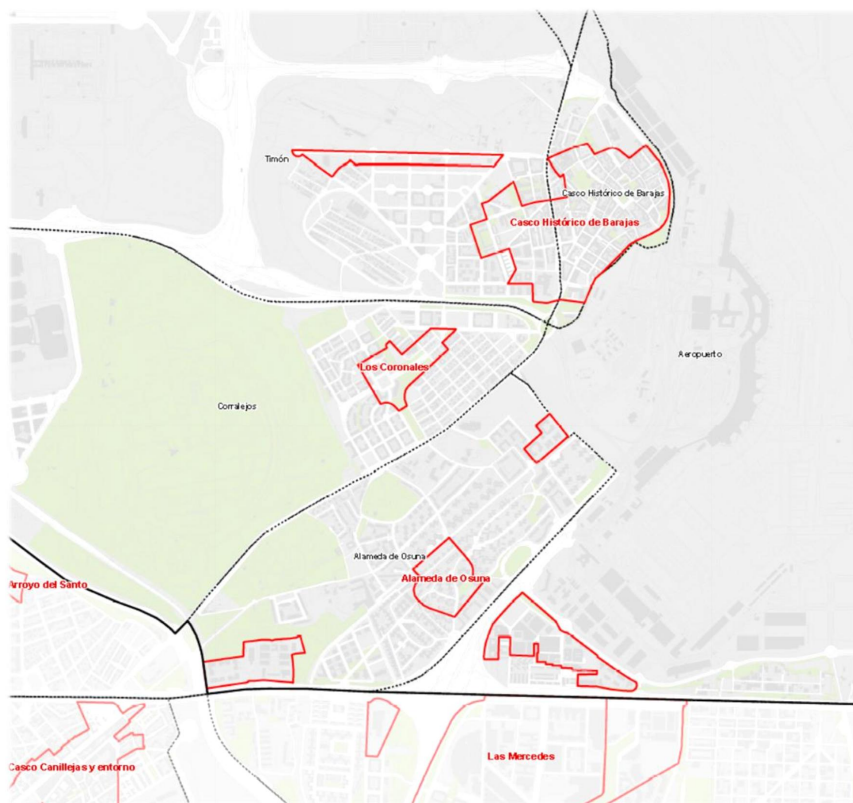 Timón
Casco Histórico de Barajas
Casco Histórico de Barajas
Aeropuerto
Los Coronales
Corralejos
Alameda de Osuna
Alameda de Osuna
Arroyo del Santo
Las Mercedes
Casco Canillejas y entorno